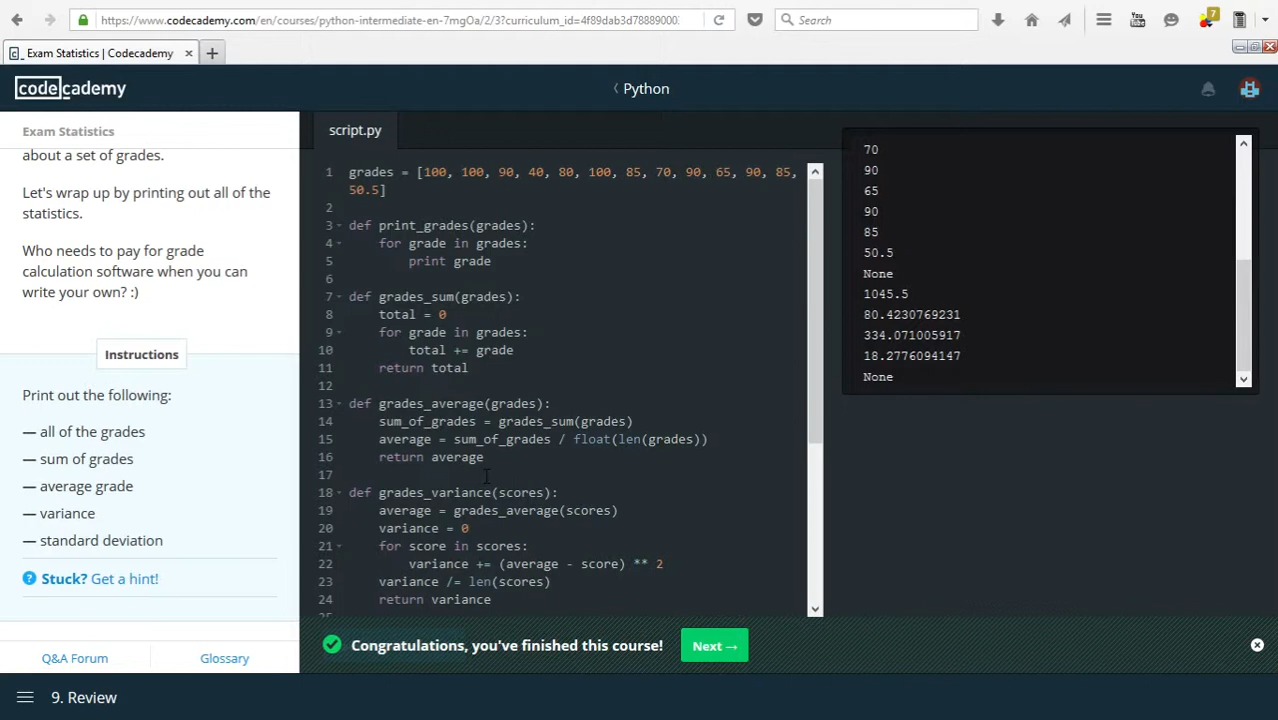 https://www.codecademy.com/en/courses/python-intermediate-en-7mgOa/2/3?curriculum_id=4f89dab3d78889000
Search
You
Tube
7
Exam Statistics | Codecademy
codecademy
Python
Exam Statistics
about a set of grades.
Let's wrap up by printing out all of the
statistics.
Who needs to pay for grade
calculation software when you can
write your own? :)
Instructions
Print out the following:
— all of the grades
— sum of grades
— average grade
— variance
— standard deviation
? Stuck? Get a hint!
Q&A Forum
Glossary
script.py
1 grades = [100, 100, 90, 40, 80, 100, 85, 70, 90, 65, 90, 85,
50.5]
2
3 def print_grades(grades):
4     for grade in grades:
5         print grade
6
7 def grades_sum(grades):
8     total = 0
9     for grade in grades:
10         total += grade
11     return total
12
13 def grades_average(grades):
14     sum_of_grades = grades_sum(grades)
15     average = sum_of_grades / float(len(grades))
16     return average
17
18 def grades_variance(scores):
19     average = grades_average(scores)
20     variance = 0
21     for score in scores:
22         variance += (average - score) ** 2
23     variance /= len(scores)
24     return variance
70
90
65
90
85
50.5
None
1045.5
80.4230769231
334.071005917
18.2776094147
None
Congratulations, you've finished this course!
Next →
9. Review